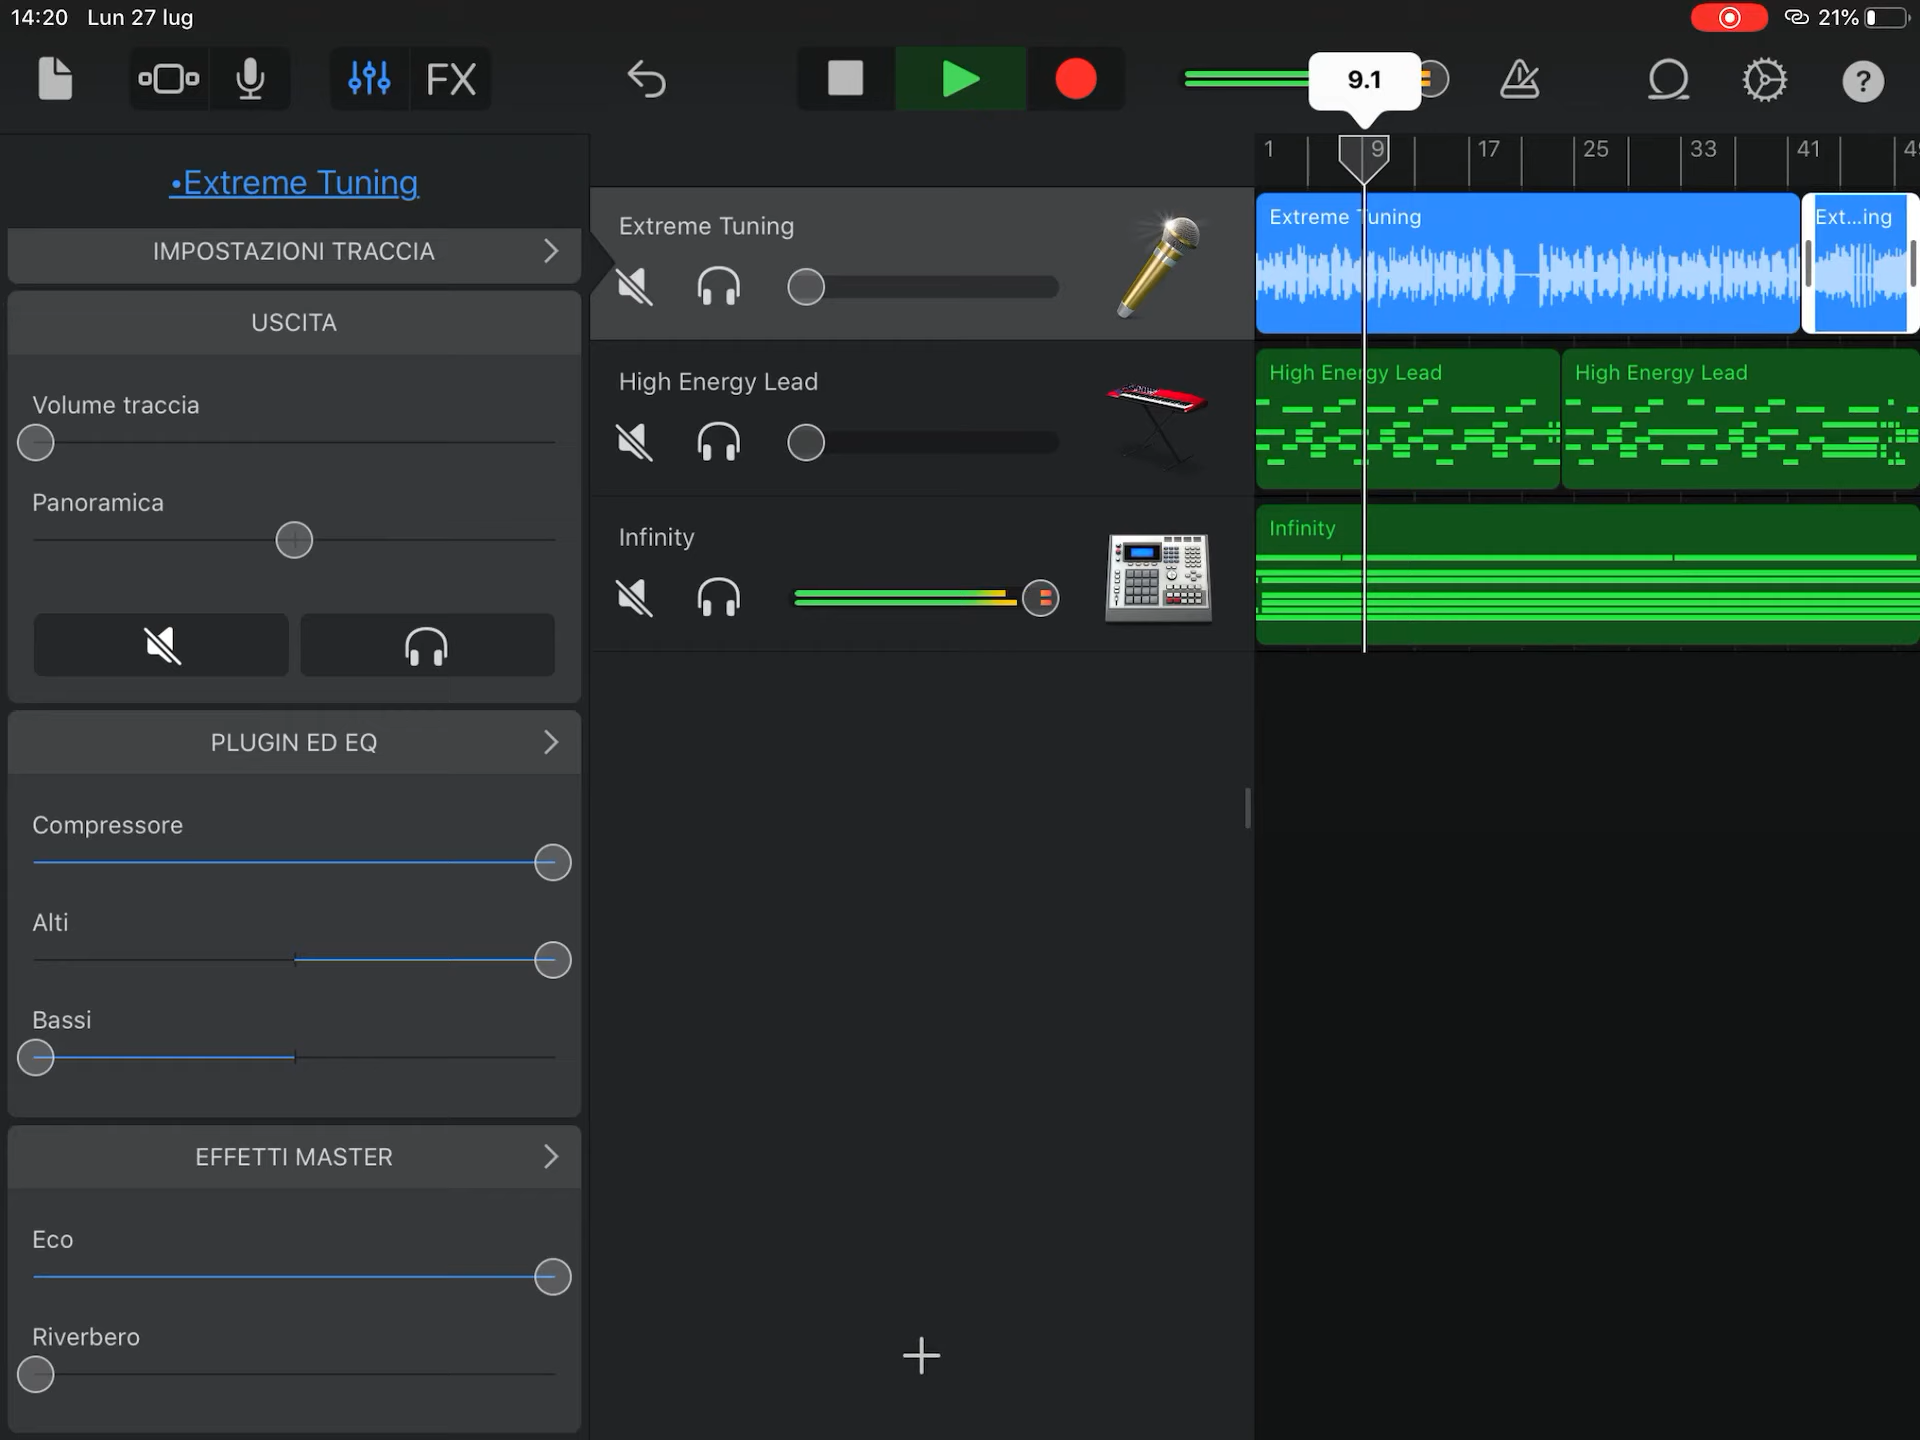 14:20 Lun 27 lug
21%
FX
9.1
?
•Extreme Tuning
1 9 17 25 33 41 49
IMPOSTAZIONI TRACCIA
USCITA
Volume traccia
Panoramica
PLUGIN ED EQ
Compressore
Alti
Bassi
EFFETTI MASTER
Eco
Riverbero
Extreme Tuning
High Energy Lead
Infinity
Extreme Tuning
Ext...ing
High Energy Lead
High Energy Lead
Infinity